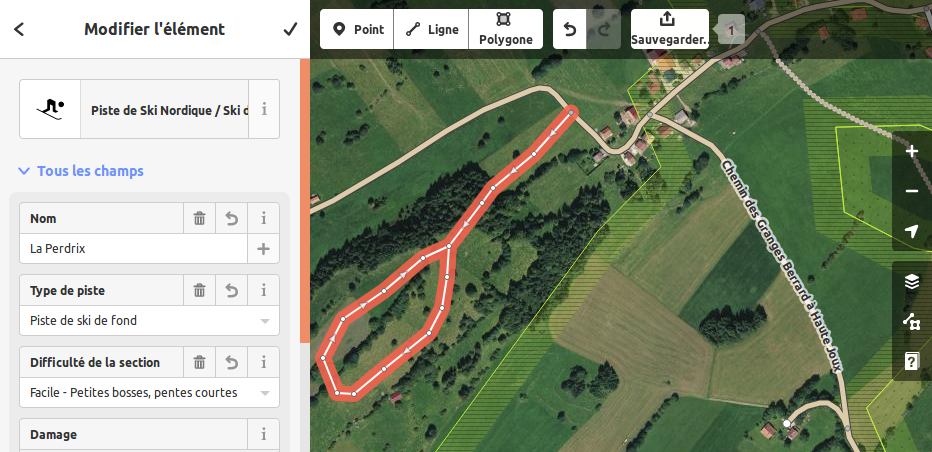 Modifier l'élément
Point
Ligne
Polygone
Sauvegarder..
1
Piste de Ski Nordique / Ski d
i
Tous les champs
Nom
i
La Perdrix
Type de piste
i
Piste de ski de fond
Difficulté de la section
i
Facile - Petites bosses, pentes courtes
Damage
i
Chemin des Granges Berrard à Haute Joux